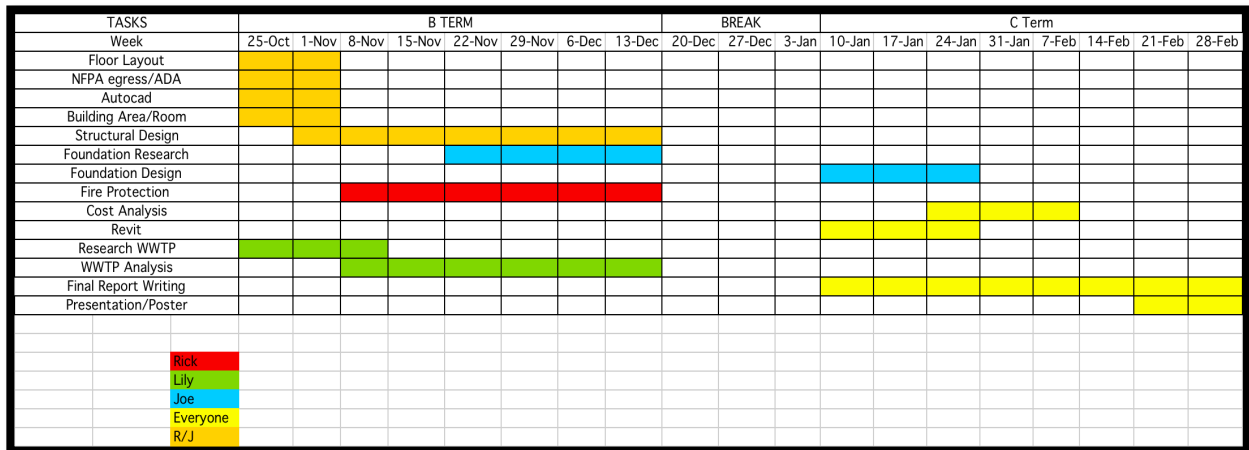 TASKS B TERM BREAK C Term
Week 25-Oct 1-Nov 8-Nov 15-Nov 22-Nov 29-Nov 6-Dec 13-Dec 20-Dec 27-Dec 3-Jan 10-Jan 17-Jan 24-Jan 31-Jan 7-Feb 14-Feb 21-Feb 28-Feb
Floor Layout
NFPA egress/ADA
Autocad
Building Area/Room
Structural Design
Foundation Research
Foundation Design
Fire Protection
Cost Analysis
Revit
Research WWTP
WWTP Analysis
Final Report Writing
Presentation/Poster
Rick
Lily
Joe
Everyone
R/J